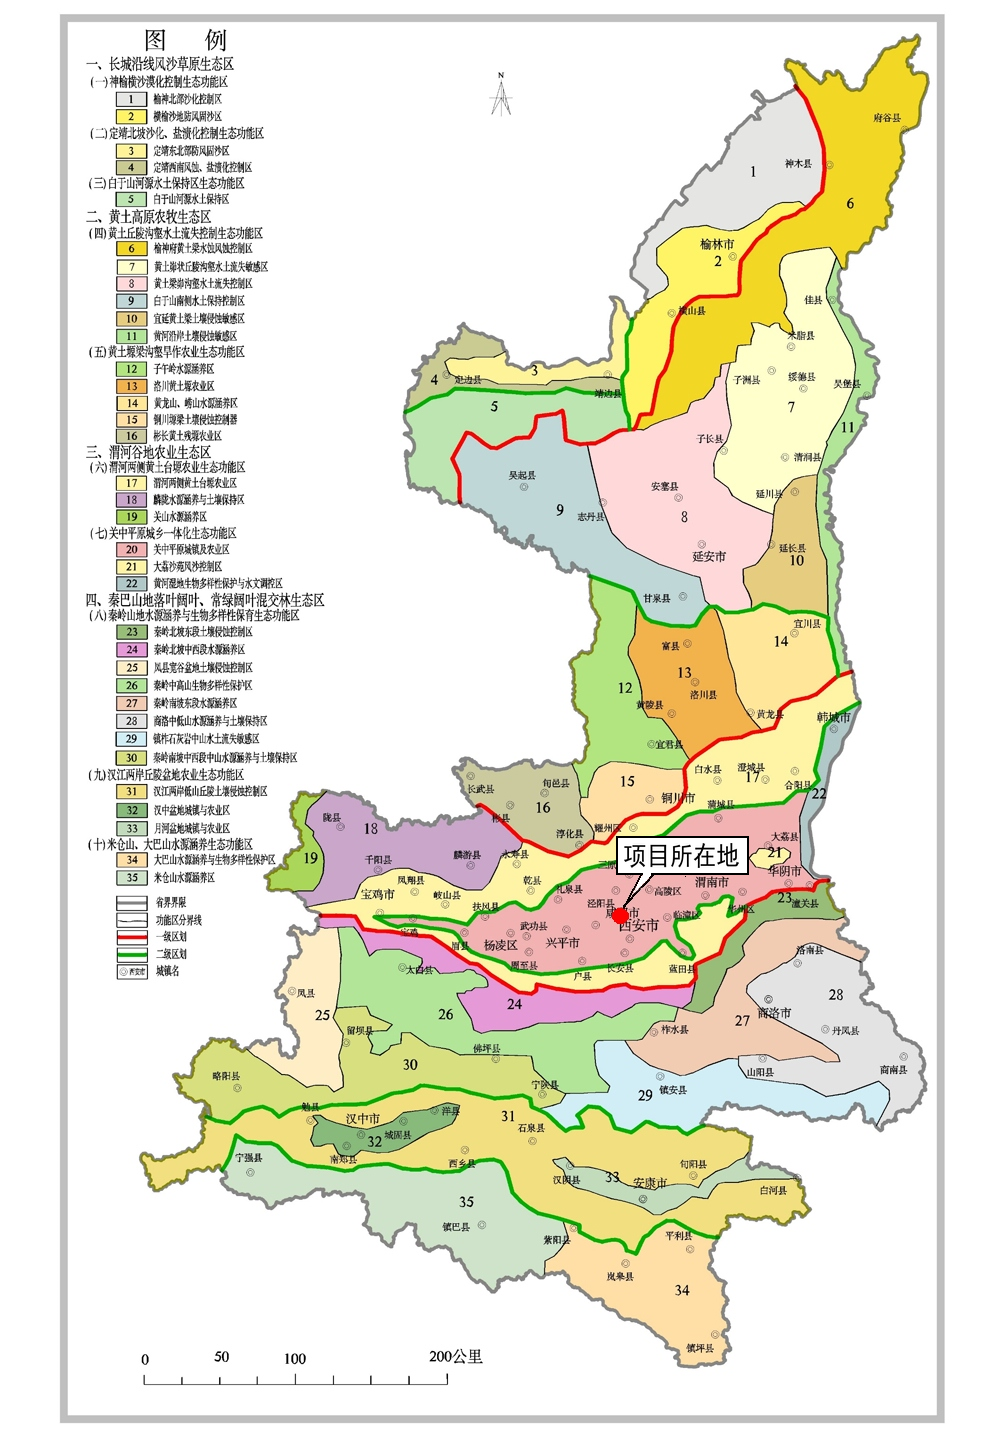 图 例
一、长城沿线风沙草原生态区
(一)神榆横沙漠化控制生态功能区
1 榆神北部沙化控制区
2 横榆沙地防风固沙区
(二)定靖北坡沙化、盐渍化控制生态功能区
3 定靖东北部防风固沙区
4 定靖西南风蚀、盐渍化控制区
(三)白于山河源水土保持区生态功能区
5 白于山河源水土保持区
二、黄土高原农牧生态区
(四)黄土丘陵沟壑水土流失控制生态功能区
6 榆神府黄土梁水蚀风蚀控制区
7 黄土峁状丘陵沟壑水土流失敏感区
8 黄土梁峁沟壑水土流失控制区
9 白于山南侧水土保持控制区
10 宜延黄土梁土壤侵蚀敏感区
11 黄河沿岸土壤侵蚀敏感区
(五)黄土塬梁沟壑旱作农业生态功能区
12 子午岭水源涵养区
13 洛川黄土塬农业区
14 黄龙山、崂山水源涵养区
15 铜川塬梁土壤侵蚀控制器
16 彬长黄土残塬农业区
三、渭河谷地农业生态区
(六)渭河两侧黄土台塬农业生态功能区
17 渭河两侧黄土台塬农业区
18 麟陇水源涵养与土壤保持区
19 关山水源涵养区
(七)关中平原城乡一体化生态功能区
20 关中平原城镇及农业区
21 大荔沙苑风沙控制区
22 黄河湿地生物多样性保护与水文调控区
四、秦巴山地落叶阔叶、常绿阔叶混交林生态区
(八)秦岭山地水源涵养与生物多样性保育生态功能区
23 秦岭北坡东段土壤侵蚀控制区
24 秦岭北坡中西段水源涵养区
25 凤县宽谷盆地土壤侵蚀控制区
26 秦岭中高山生物多样性保护区
27 秦岭南坡东段水源涵养区
28 商洛中低山水源涵养与土壤保持区
29 镇柞石灰岩中山水土流失敏感区
30 秦岭南坡中西段中山水源涵养与土壤保持区
(九)汉江两岸丘陵盆地农业生态功能区
31 汉江两岸低山丘陵土壤侵蚀控制区
32 汉中盆地城镇与农业区
33 月河盆地城镇与农业区
(十)米仓山、大巴山水源涵养生态功能区
34 大巴山水源涵养与生物多样性保护区
35 米仓山水源涵养区
省界界限
功能区分界线
一级区划
二级区划
西安市 城镇名
N
府谷县
神木县
1
6
榆林市
2
横山县
佳县
米脂县
子洲县
绥德县
吴堡县
7
11
4
定边县
3
靖边县
5
子长县
清涧县
吴起县
安塞县
延川县
9
志丹县
8
延安市
延长县
10
甘泉县
宜川县
14
富县
13
12
洛川县
黄陵县
黄龙县
韩城市
宜君县
白水县
澄城县
17
合阳县
22
长武县
旬邑县
15
铜川市
16
彬县
蒲城县
陇县
18
淳化县
耀州区
大荔县
19
千阳县
麟游县
永寿县
项目所在地
21
华阴市
宝鸡市
凤翔县
岐山县
乾县
礼泉县
泾阳县
高陵区
渭南市
23
潼关县
扶风县
临潼区
宝鸡
眉县
杨凌区
武功县
兴平市
西安市
周至县
户县
长安县
蓝田县
洛南县
太白县
凤县
25
24
26
27
商洛市
28
留坝县
柞水县
丹凤县
佛坪县
30
略阳县
宁陕县
29
镇安县
山阳县
商南县
勉县
汉中市
洋县
31
石泉县
32
城固县
南郑县
西乡县
宁强县
汉阴县
33
安康市
旬阳县
白河县
35
镇巴县
紫阳县
平利县
岚皋县
34
镇坪县
0 50 100 200公里